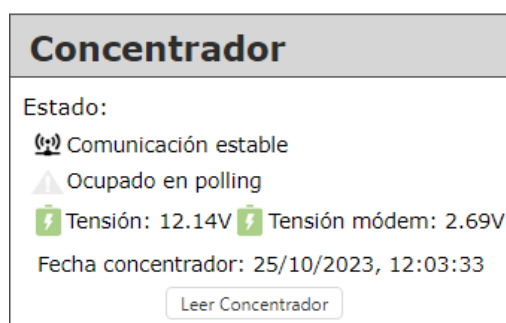 Concentrador
Estado:
Comunicación estable
Ocupado en polling
Tensión: 12.14V Tensión módem: 2.69V
Fecha concentrador: 25/10/2023, 12:03:33
Leer Concentrador